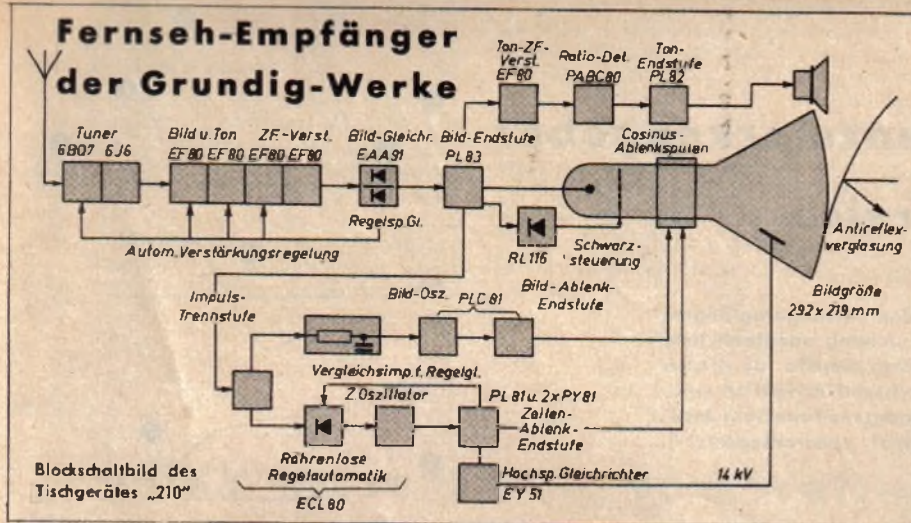 Fernseh-Empfänger
der Grundig-Werke
Ton-ZF-
Verst.
EF80
Ratio-Det.
PABC80
Ton-
Endstufe
PL82
Tuner
6BQ7 6J6
Bild u. Ton ZF.-Verst.
EF80 EF80 EF80 EF80
Bild-Gleichr.
EAA91
Bild-Endstufe
PL83
Cosinus-
Ablenkspulen
Regelsp. Gl.
Autom. Verstärkungsregelung
RL116
Schwarz-
steuerung
Antireflex-
verglasung
Bildgröße
292 x 219 mm
Impuls-
Trennstufe
Bild-Osz.
PLC81
Bild-Ablenk-
Endstufe
Vergleichsimp. f. Regelgl.
Z.Oszillator
PL81 u. 2xPY81
Zeilen-
Ablenk-
Endstufe
Röhrenlose
Regelautomatik
ECL80
Hochsp. Gleichrichter
EY51
14 kV
Blockschaltbild des
Tischgerätes „210"